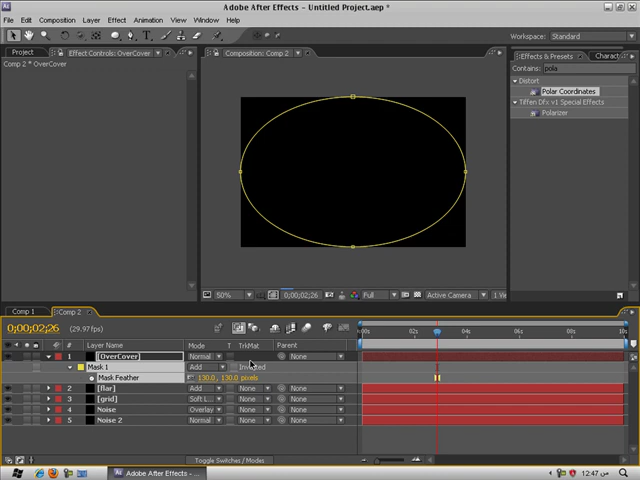 Adobe After Effects - Untitled Project.aep *
File Edit Composition Layer Effect Animation View Window Help
Workspace: Standard
Project
Effect Controls: OverCover
Composition: Comp 2
Effects & Presets
Charact
Comp 2 * OverCover
Contains: pola
Distort
Polar Coordinates
Tiffen Dfx v1 Special Effects
Polarizer
50%
0;00;02;26
Full
Active Camera
1 Vi
Comp 1
Comp 2
0;00;02;26
(29.97 fps)
00s 02s 04s 06s 08s 10s
# Layer Name Mode T TrkMat Parent
1 [OverCover] Normal None
Mask 1 Add Inverted
Mask Feather 130.0 , 130.0 pixels
2 [flar] Add None None
3 [grid] Soft L... None None
4 Noise Overlay None None
5 Noise 2 Normal None None
Toggle Switches / Modes
Adobe After Effects -...
12:47 ص